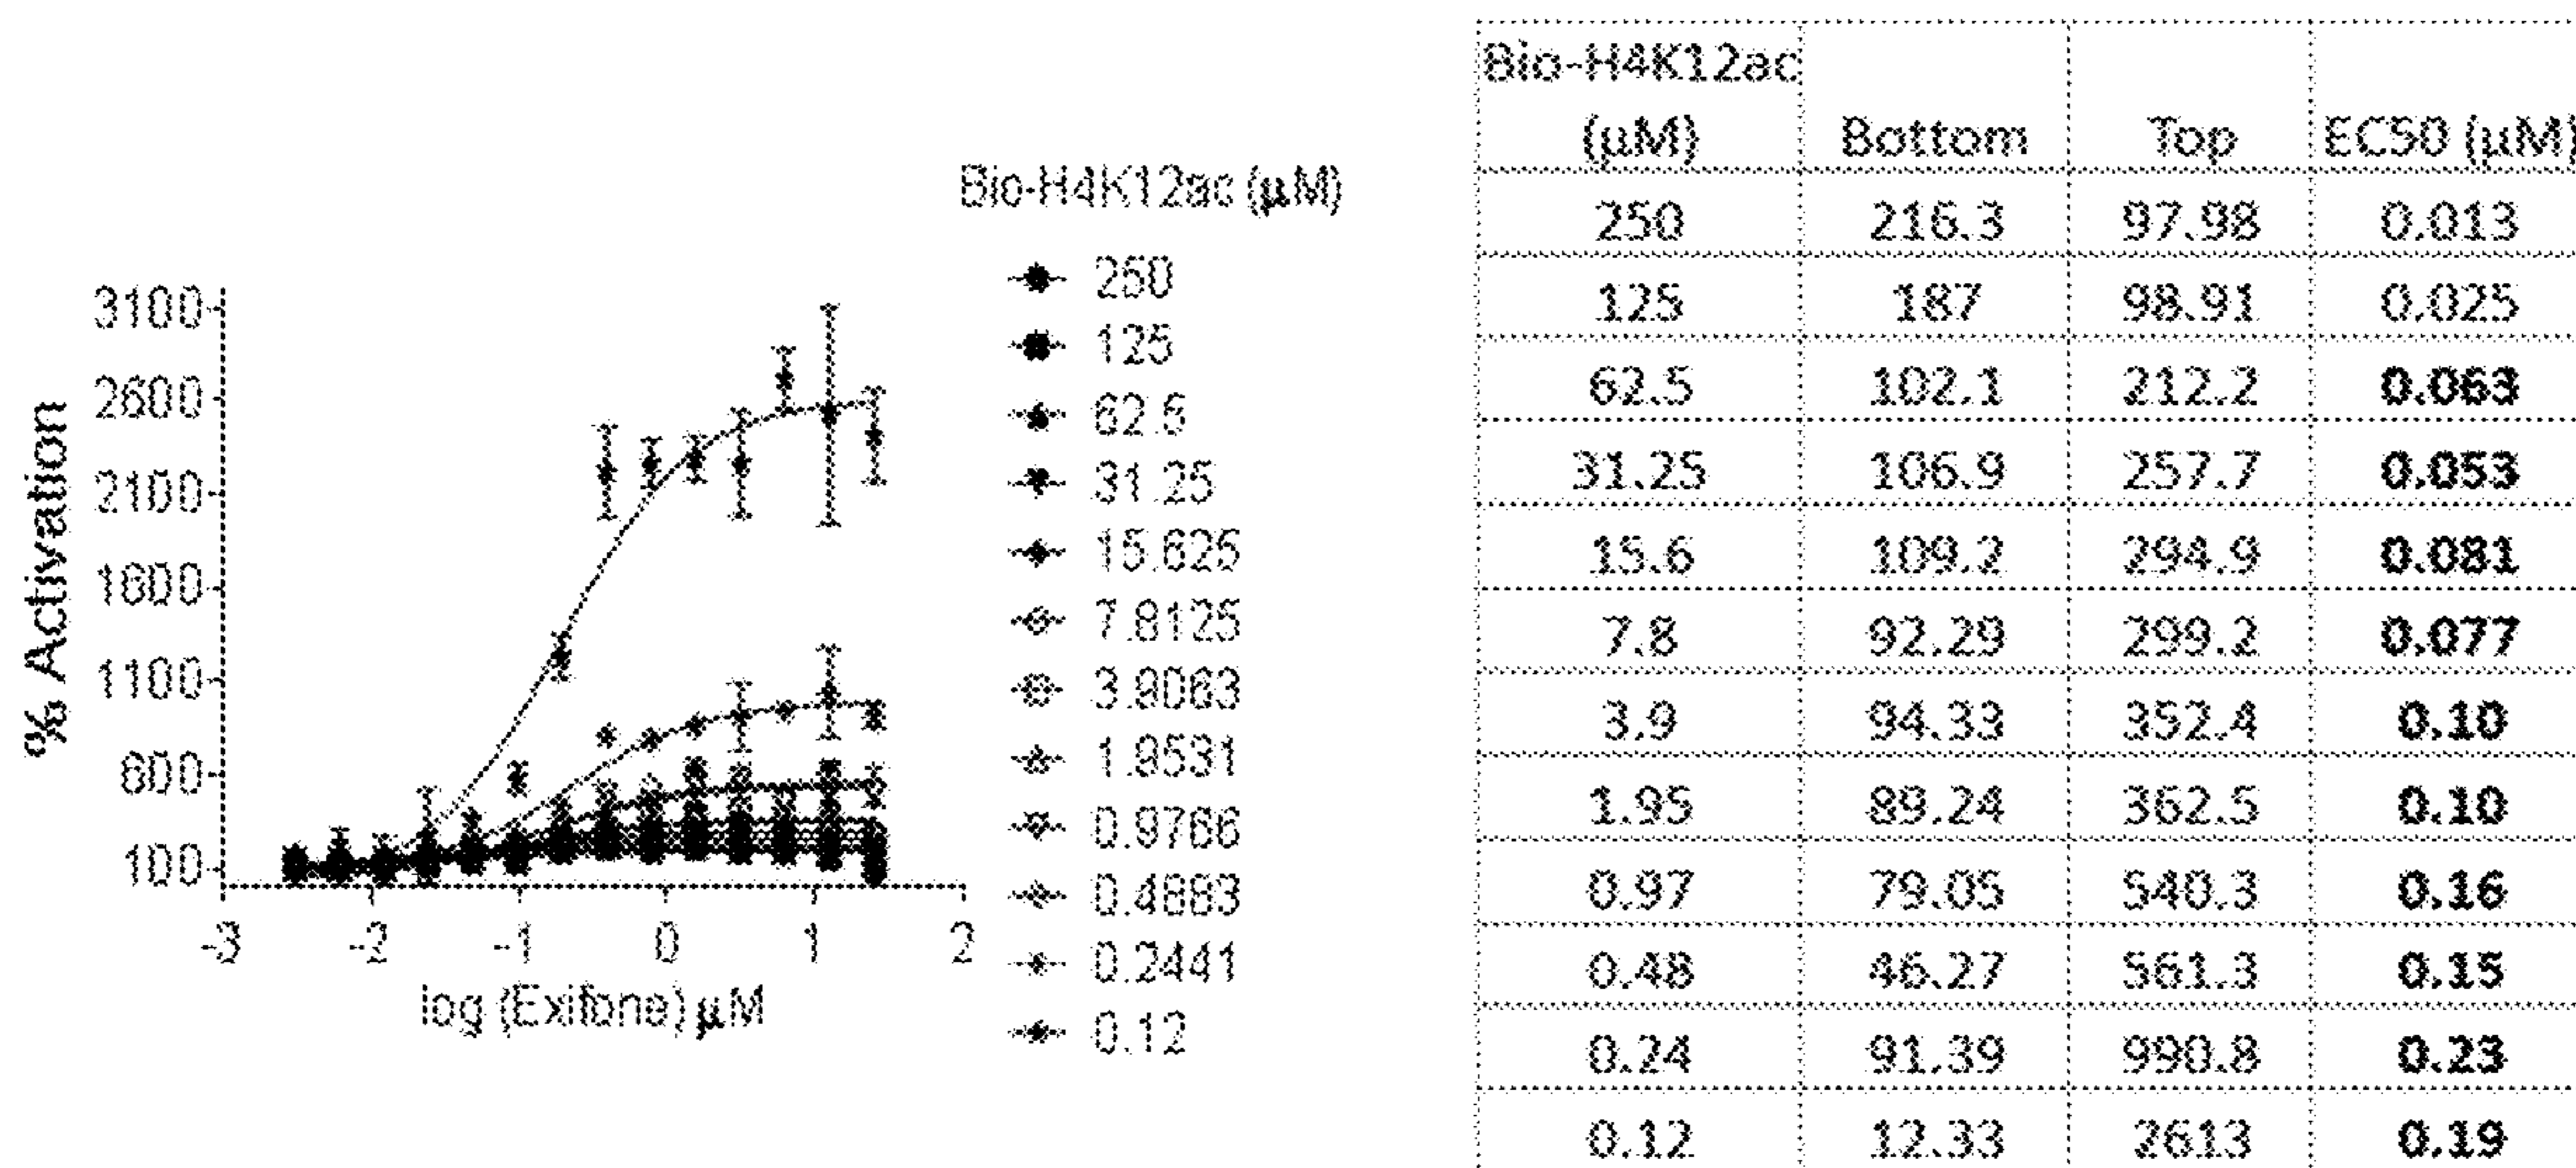 % Activation
3100
2600
2100
1600
1100
600
100
-3 -2 -1 0 1 2
log (Exifone) µM
Bio-H4K12ac (µM)
250
125
62.5
31.25
15.625
7.8125
3.9063
1.9531
0.9766
0.4883
0.2441
0.12
Bio-H4K12ac
(µM) Bottom Top EC50 (µM)
250 216.3 97.98 0.013
125 187 98.91 0.025
62.5 102.1 212.2 0.063
31.25 106.9 257.7 0.053
15.6 109.2 294.9 0.081
7.8 92.29 299.2 0.077
3.9 94.33 352.4 0.10
1.95 89.24 362.5 0.10
0.97 79.05 540.3 0.16
0.48 46.27 561.3 0.15
0.24 91.39 990.8 0.23
0.12 12.33 2613 0.19